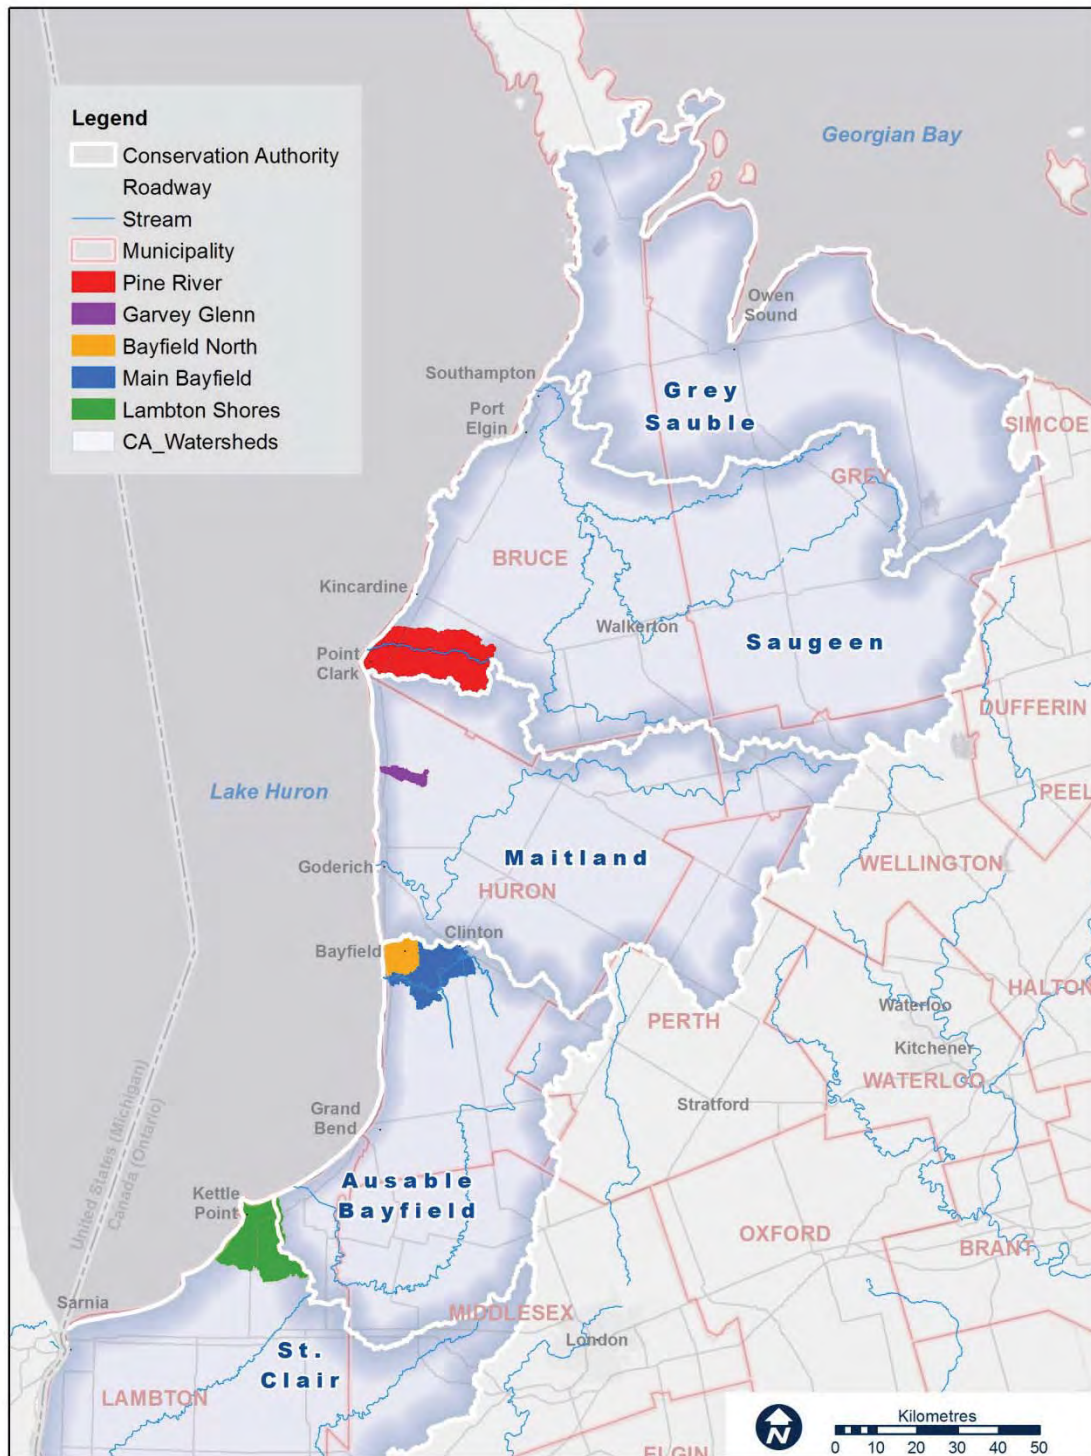 Legend
Conservation Authority
Roadway
Stream
Municipality
Pine River
Garvey Glenn
Bayfield North
Main Bayfield
Lambton Shores
CA_Watersheds
Georgian Bay
Owen
Sound
Southampton
Grey
Sauble
Port
Elgin
SIMCOE
GREY
BRUCE
Kincardine
Walkerton
Saugeen
Point
Clark
DUFFERIN
Lake Huron
PEEL
Maitland
WELLINGTON
Goderich
HURON
Clinton
Bayfield
HALTON
Waterloo
PERTH
Kitchener
WATERLOO
Stratford
Grand
Bend
United States (Michigan)
Canada (Ontario)
Ausable
Bayfield
Kettle
Point
OXFORD
BRANT
Sarnia
MIDDLESEX
London
St.
Clair
LAMBTON
ELGIN
N
Kilometres
0 10 20 30 40 50